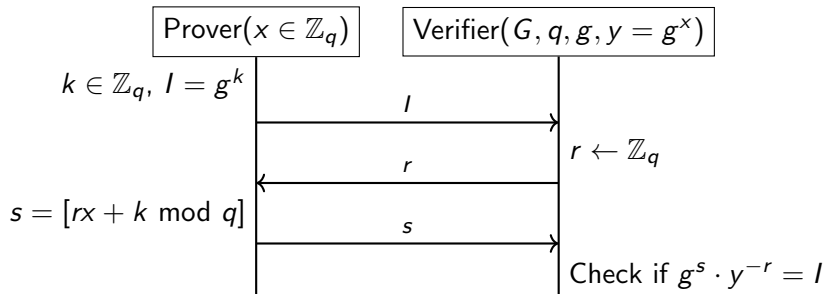 Prover(x ∈ ℤ_q)
Verifier(G, q, g, y = g^x)
k ∈ ℤ_q, I = g^k
I
r ← ℤ_q
r
s = [rx + k mod q]
s
Check if g^s · y^{-r} = I